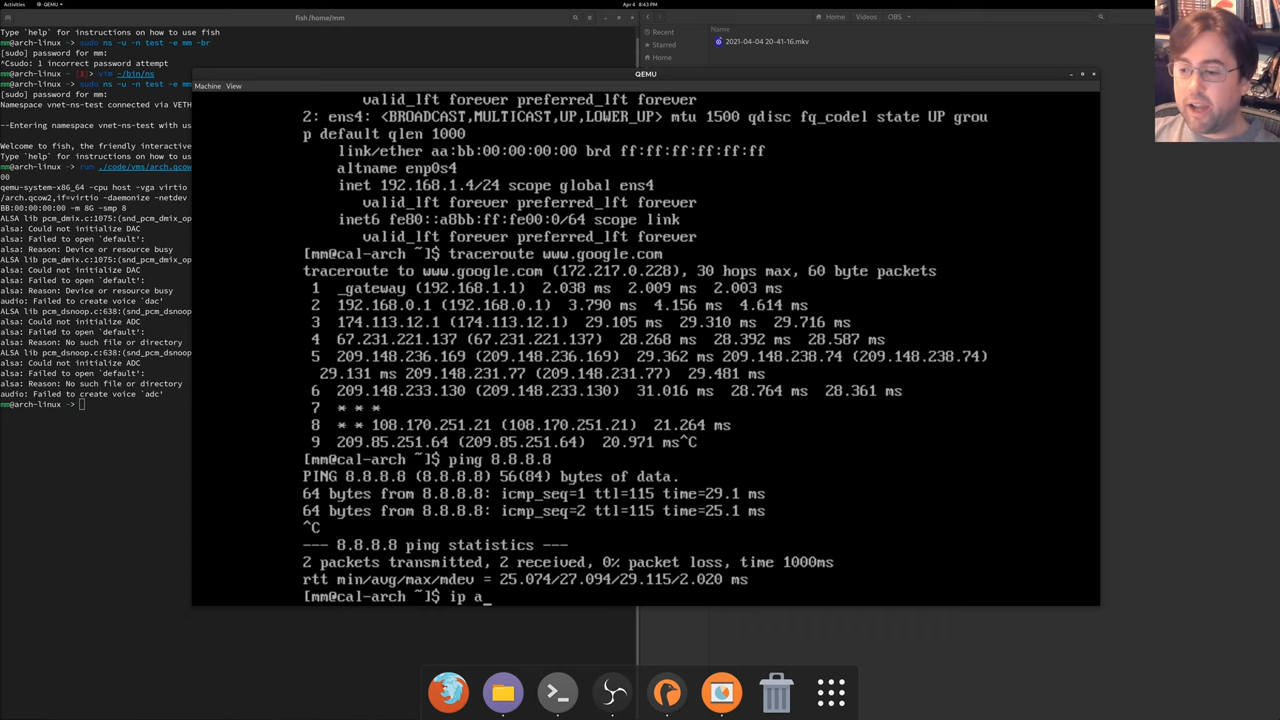 Activities
QEMU
Apr 4 8:43 PM
fish/home/mm
Type `help` for instructions on how to use fish
mm@arch-linux ~> sudo ns -u -n test -e mm -br
[sudo] password for mm:
^Csudo: 1 incorrect password attempt
mm@arch-linux ~ [1]> vim ~/bin/ns
mm@arch-linux ~> sudo ns -u -n test -e mm
[sudo] password for mm:
Namespace vnet-ns-test connected via VETH
--Entering namespace vnet-ns-test with us
Welcome to fish, the friendly interactive
Type `help` for instructions on how to us
mm@arch-linux ~> run ./code/vms/arch.qcow
00
qemu-system-x86_64 -cpu host -vga virtio
/arch.qcow2,if=virtio -daemonize -netdev
BB:00:00:00:00 -m 8G -smp 8
ALSA lib pcm_dmix.c:1075:(snd_pcm_dmix_op
alsa: Could not initialize DAC
alsa: Failed to open `default':
alsa: Reason: Device or resource busy
ALSA lib pcm_dmix.c:1075:(snd_pcm_dmix_op
alsa: Could not initialize DAC
alsa: Failed to open `default':
alsa: Reason: Device or resource busy
audio: Failed to create voice `dac'
ALSA lib pcm_dsnoop.c:638:(snd_pcm_dsnoop
alsa: Could not initialize ADC
alsa: Failed to open `default':
alsa: Reason: No such file or directory
ALSA lib pcm_dsnoop.c:638:(snd_pcm_dsnoop
alsa: Could not initialize ADC
alsa: Failed to open `default':
alsa: Reason: No such file or directory
audio: Failed to create voice `adc'
mm@arch-linux ~>
Home
Videos
OBS
Recent
Starred
Home
2021-04-04 20-41-16.mkv
QEMU
Machine View
valid_lft forever preferred_lft forever
2: ens4: <BROADCAST,MULTICAST,UP,LOWER_UP> mtu 1500 qdisc fq_codel state UP grou
p default qlen 1000
link/ether aa:bb:00:00:00:00 brd ff:ff:ff:ff:ff:ff
altname enp0s4
inet 192.168.1.4/24 scope global ens4
valid_lft forever preferred_lft forever
inet6 fe80::a8bb:ff:fe00:0/64 scope link
valid_lft forever preferred_lft forever
[mm@cal-arch ~]$ traceroute www.google.com
traceroute to www.google.com (172.217.0.228), 30 hops max, 60 byte packets
1 _gateway (192.168.1.1) 2.038 ms 2.009 ms 2.003 ms
2 192.168.0.1 (192.168.0.1) 3.790 ms 4.156 ms 4.614 ms
3 174.113.12.1 (174.113.12.1) 29.105 ms 29.310 ms 29.716 ms
4 67.231.221.137 (67.231.221.137) 28.268 ms 28.392 ms 28.587 ms
5 209.148.236.169 (209.148.236.169) 29.362 ms 209.148.238.74 (209.148.238.74)
29.131 ms 209.148.231.77 (209.148.231.77) 29.481 ms
6 209.148.233.130 (209.148.233.130) 31.016 ms 28.764 ms 28.361 ms
7 * * *
8 * * 108.170.251.21 (108.170.251.21) 21.264 ms
9 209.85.251.64 (209.85.251.64) 20.971 ms^C
[mm@cal-arch ~]$ ping 8.8.8.8
PING 8.8.8.8 (8.8.8.8) 56(84) bytes of data.
64 bytes from 8.8.8.8: icmp_seq=1 ttl=115 time=29.1 ms
64 bytes from 8.8.8.8: icmp_seq=2 ttl=115 time=25.1 ms
^C
--- 8.8.8.8 ping statistics ---
2 packets transmitted, 2 received, 0% packet loss, time 1000ms
rtt min/avg/max/mdev = 25.074/27.094/29.115/2.020 ms
[mm@cal-arch ~]$ ip a_